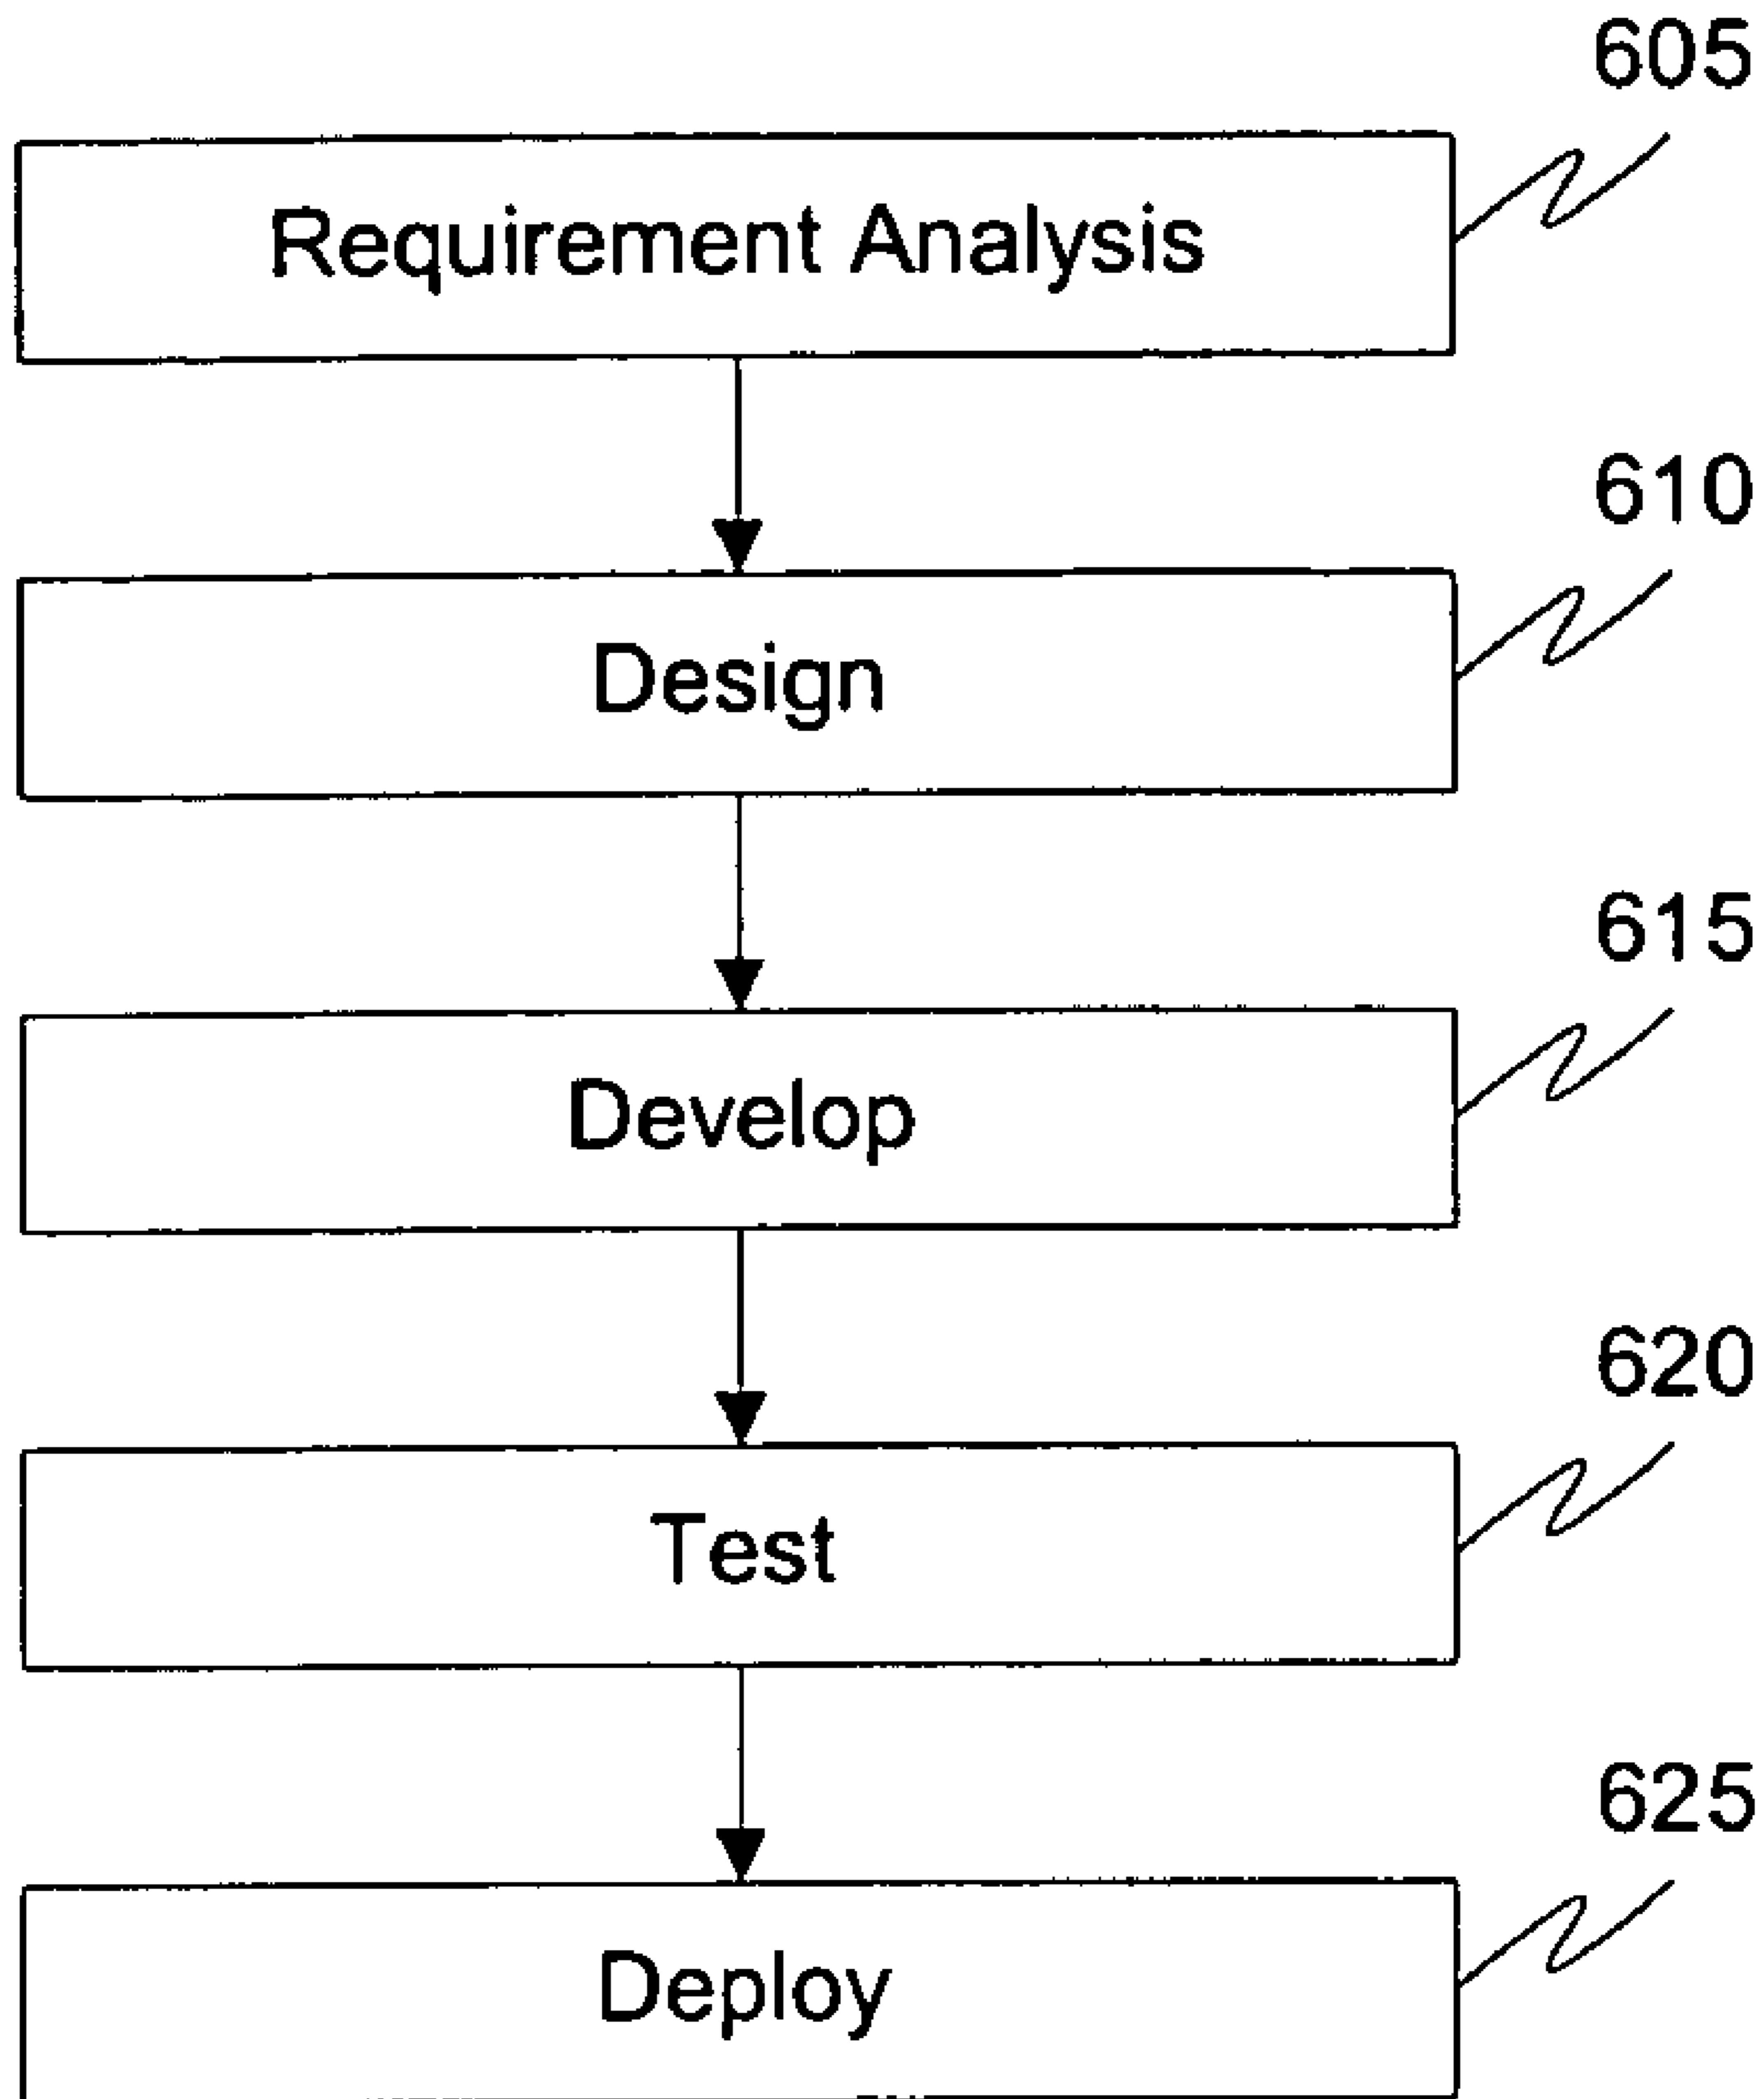 605
Requirement Analysis
610
Design
615
Develop
620
Test
625
Deploy